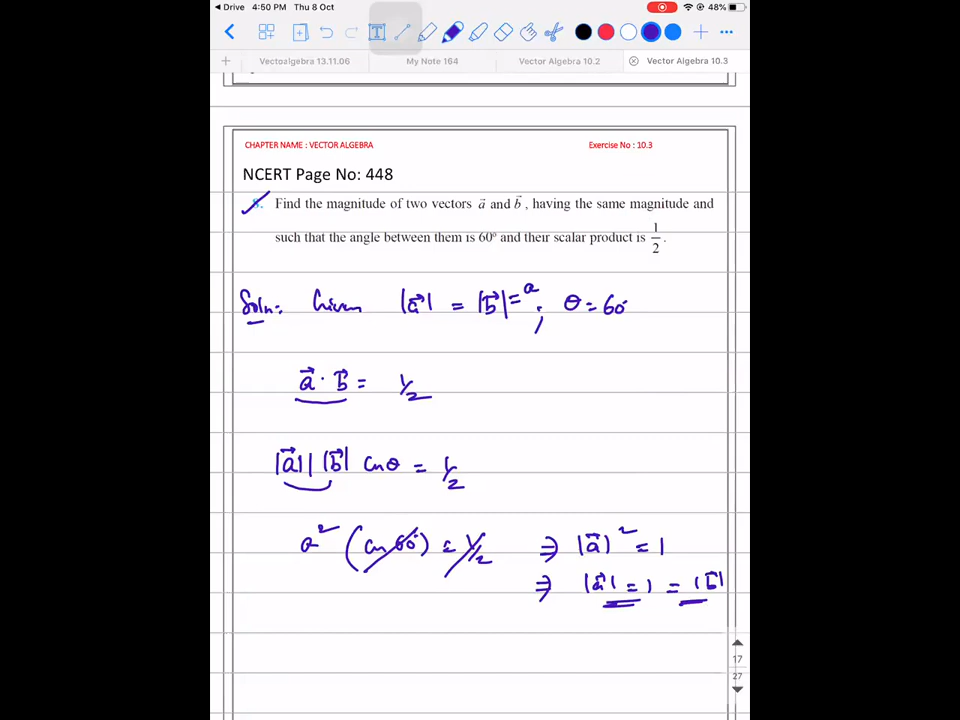 Drive 4:50 PM Thu 8 Oct 48%
Vectoalgebra 13.11.06 My Note 164 Vector Algebra 10.2 Vector Algebra 10.3
CHAPTER NAME : VECTOR ALGEBRA Exercise No : 10.3
NCERT Page No: 448
8. Find the magnitude of two vectors a⃗ and b⃗, having the same magnitude and
such that the angle between them is 60° and their scalar product is 1/2.
Soln: Given |a⃗| = |b⃗| = a ; θ = 60°
a⃗ · b⃗ = 1/2
|a⃗| |b⃗| cos θ = 1/2
a² (cos 60°) = 1/2 ⇒ |a⃗|² = 1
⇒ |a⃗| = 1 = |b⃗|
17
27